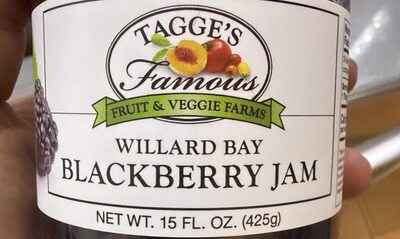 TAGGE'S
Famous
FRUIT & VEGGIE FARMS
WILLARD BAY
BLACKBERRY JAM
NET WT. 15 FL. OZ. (425g)